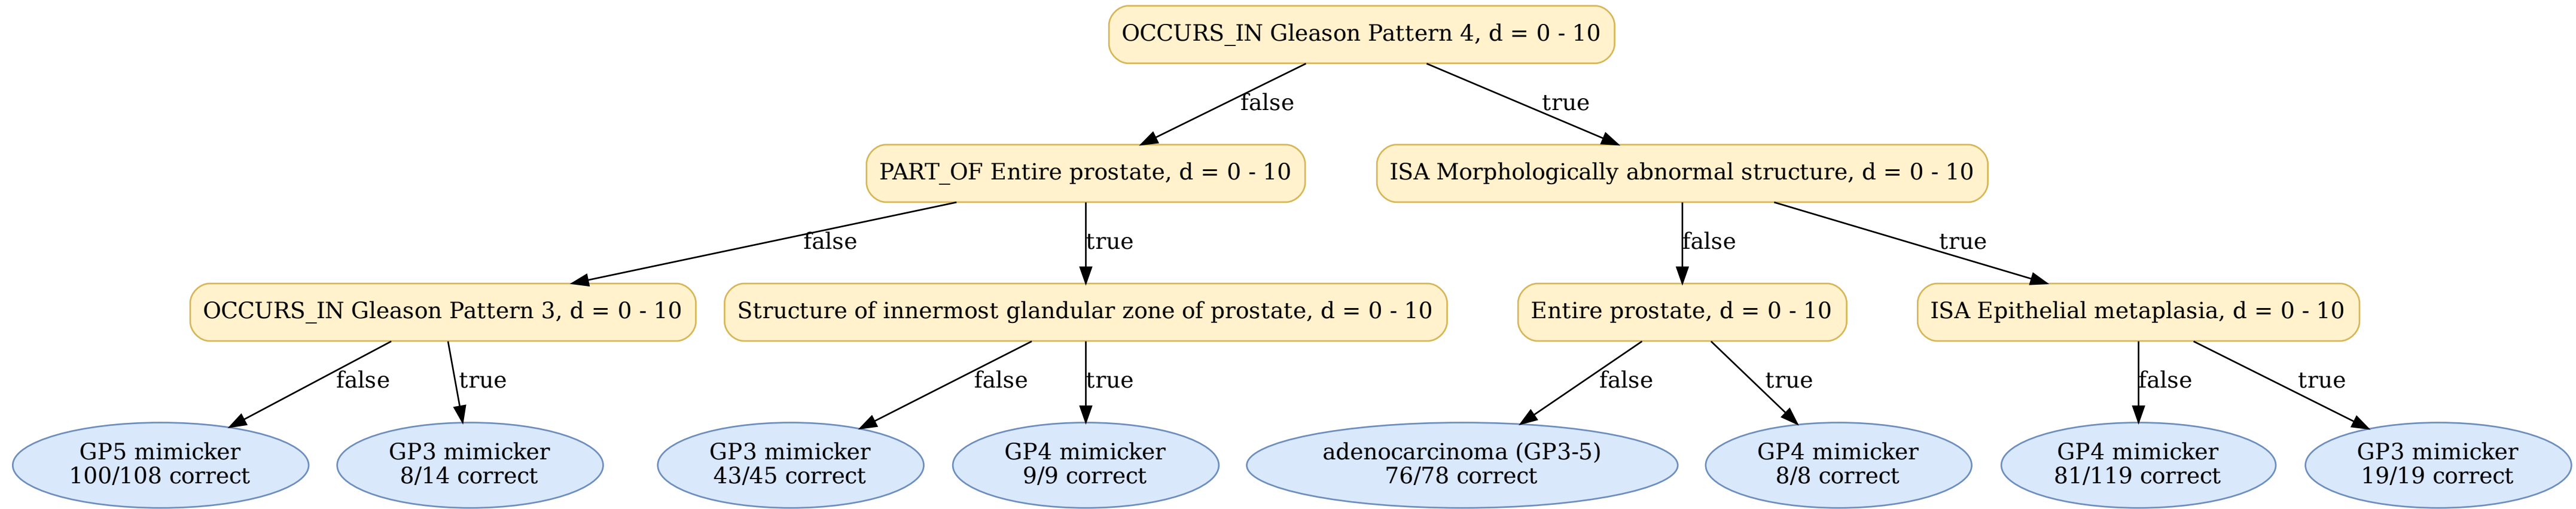 OCCURS_IN Gleason Pattern 4, d = 0 - 10
false
true
PART_OF Entire prostate, d = 0 - 10
ISA Morphologically abnormal structure, d = 0 - 10
false
true
false
true
OCCURS_IN Gleason Pattern 3, d = 0 - 10
Structure of innermost glandular zone of prostate, d = 0 - 10
Entire prostate, d = 0 - 10
ISA Epithelial metaplasia, d = 0 - 10
false
true
false
true
false
true
false
true
GP5 mimicker
100/108 correct
GP3 mimicker
8/14 correct
GP3 mimicker
43/45 correct
GP4 mimicker
9/9 correct
adenocarcinoma (GP3-5)
76/78 correct
GP4 mimicker
8/8 correct
GP4 mimicker
81/119 correct
GP3 mimicker
19/19 correct